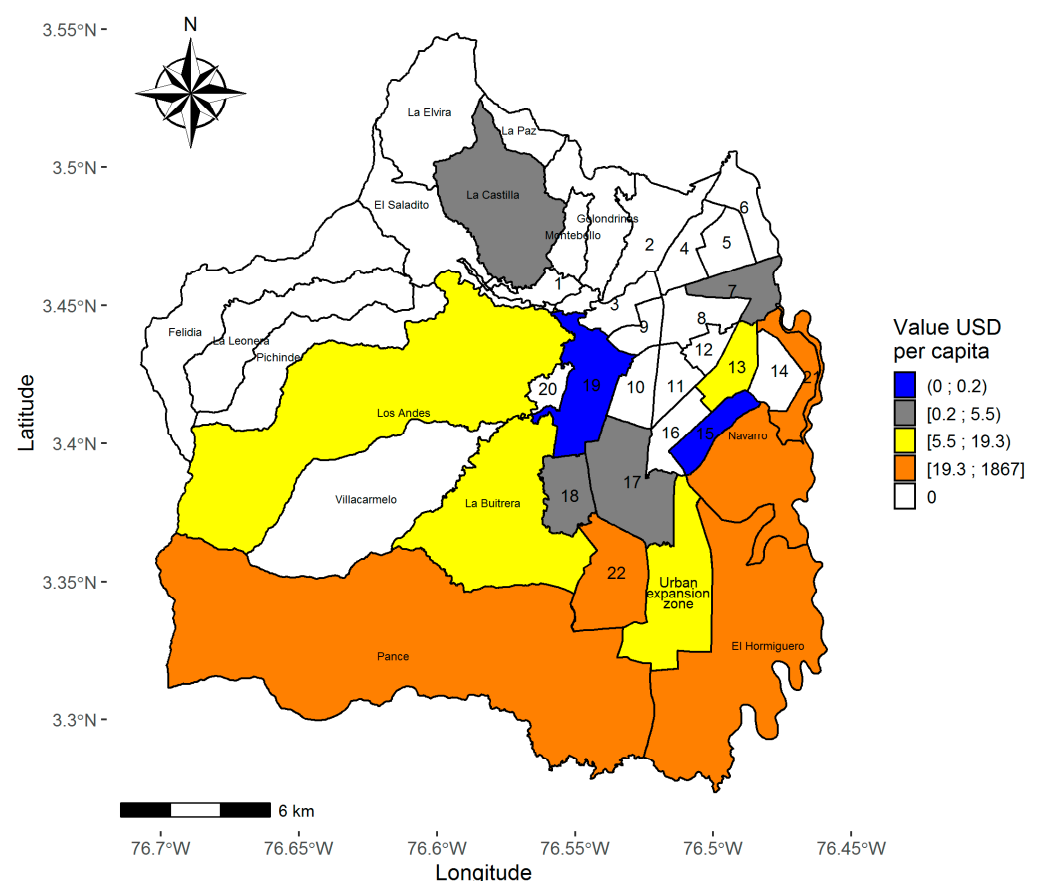 3.55°N
N
La Elvira
La Paz
3.5°N
La Castilla
El Saladito
6
Golondrinas
Montebello
2
4
5
1
7
3.45°N
3
8
9
Felidia
La Leonera
Pichinde
12
13
14
21
20
19
10
11
Los Andes
16
15
Navarro
3.4°N
17
18
Villacarmelo
La Buitrera
22
Urban
expansion
zone
3.35°N
El Hormiguero
Pance
3.3°N
6 km
76.7°W
76.65°W
76.6°W
76.55°W
76.5°W
76.45°W
Longitude
Latitude
Value USD
per capita
(0 ; 0.2)
[0.2 ; 5.5)
[5.5 ; 19.3)
[19.3 ; 1867]
0